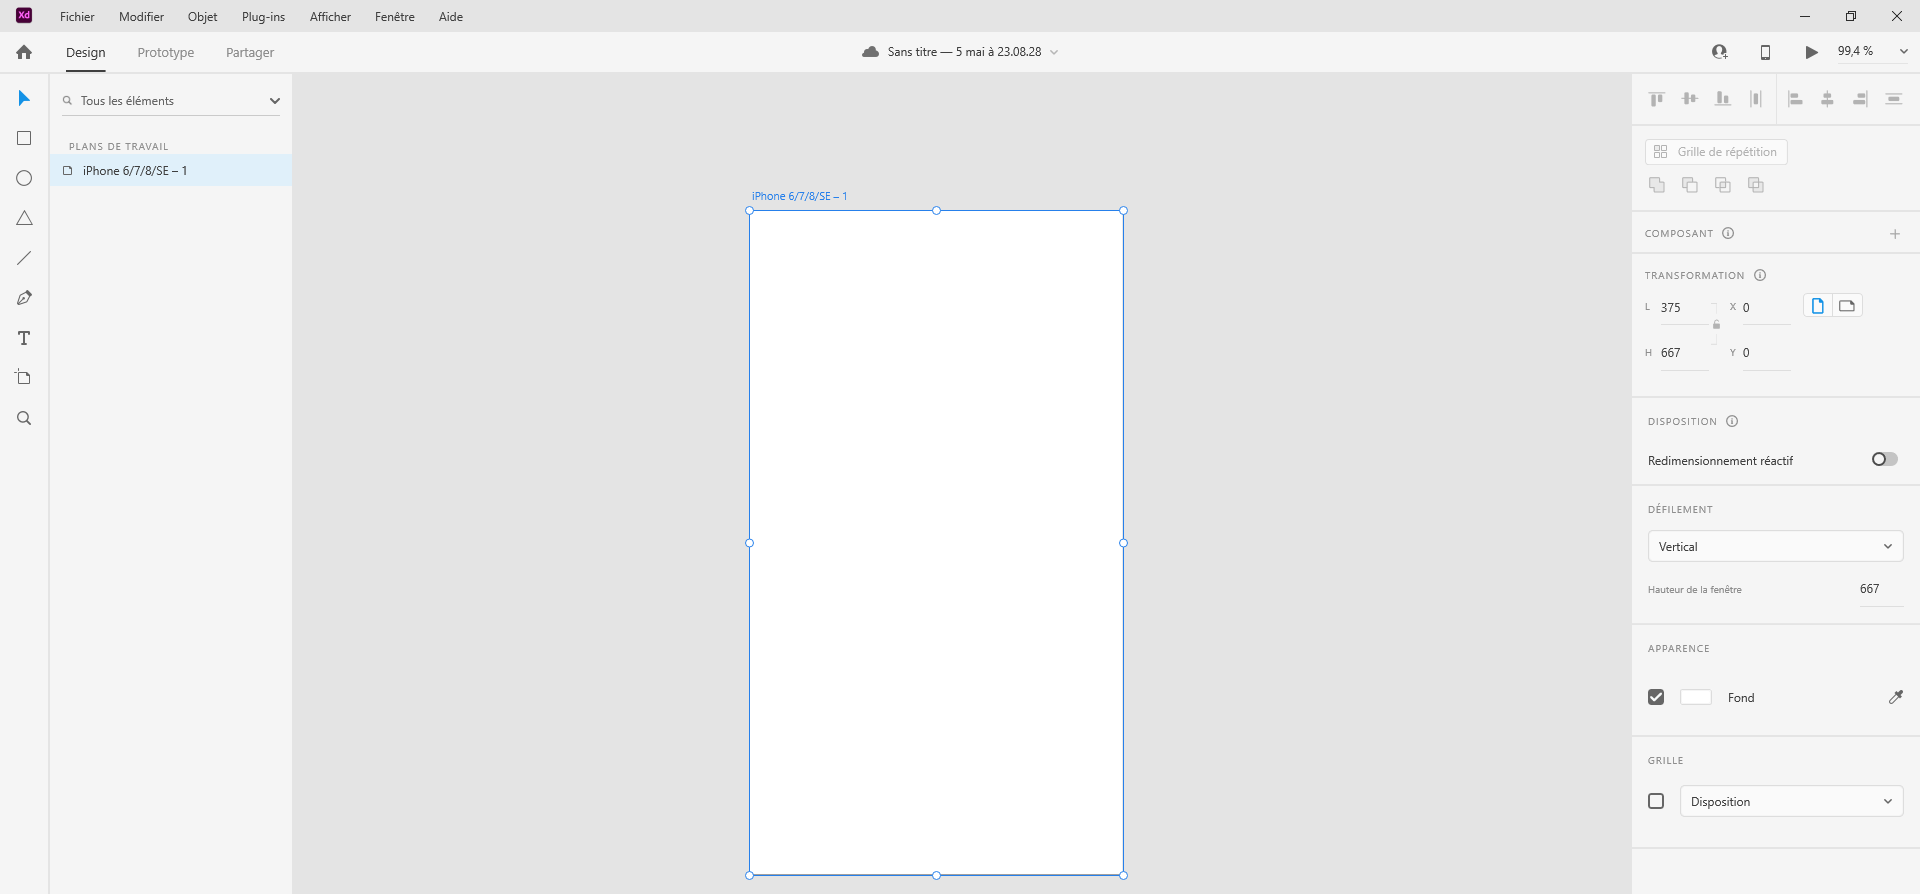 Xd Fichier Modifier Objet Plug-ins Afficher Fenêtre Aide
Design Prototype Partager Sans titre — 5 mai à 23.08.28 99,4 %
Tous les éléments
PLANS DE TRAVAIL
iPhone 6/7/8/SE – 1
iPhone 6/7/8/SE – 1
Grille de répétition
COMPOSANT
TRANSFORMATION
L 375 X 0
H 667 Y 0
DISPOSITION
Redimensionnement réactif
DÉFILEMENT
Vertical
Hauteur de la fenêtre 667
APPARENCE
Fond
GRILLE
Disposition